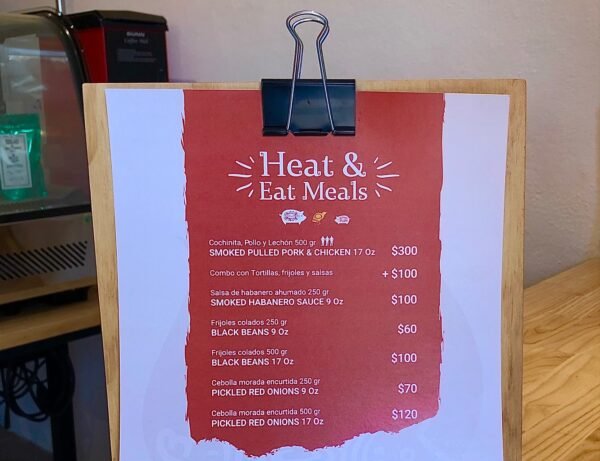 Heat &
Eat Meals
Cochinita, Pollo y Lechón 500 gr
SMOKED PULLED PORK & CHICKEN 17 Oz $300
Combo con Tortillas, frijoles y salsas + $100
Salsa de habanero ahumado 250 gr
SMOKED HABANERO SAUCE 9 Oz $100
Frijoles colados 250 gr
BLACK BEANS 9 Oz $60
Frijoles colados 500 gr
BLACK BEANS 17 Oz $100
Cebolla morada encurtida 250 gr
PICKLED RED ONIONS 9 Oz $70
Cebolla morada encurtida 500 gr
PICKLED RED ONIONS 17 Oz $120